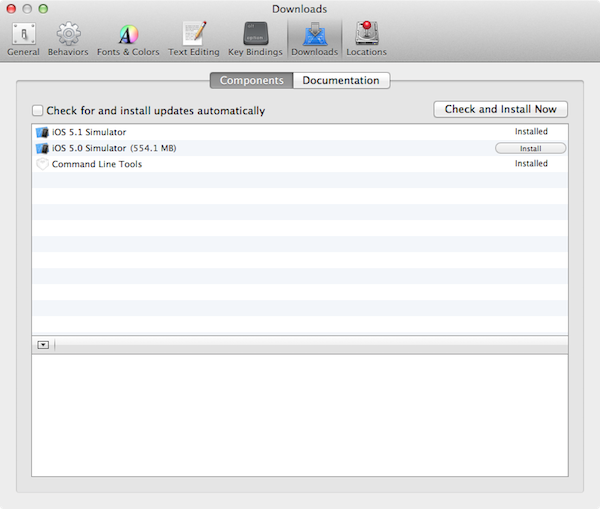 Downloads
General Behaviors Fonts & Colors Text Editing Key Bindings Downloads Locations
Components Documentation
Check for and install updates automatically Check and Install Now
iOS 5.1 Simulator Installed
iOS 5.0 Simulator (554.1 MB) Install
Command Line Tools Installed